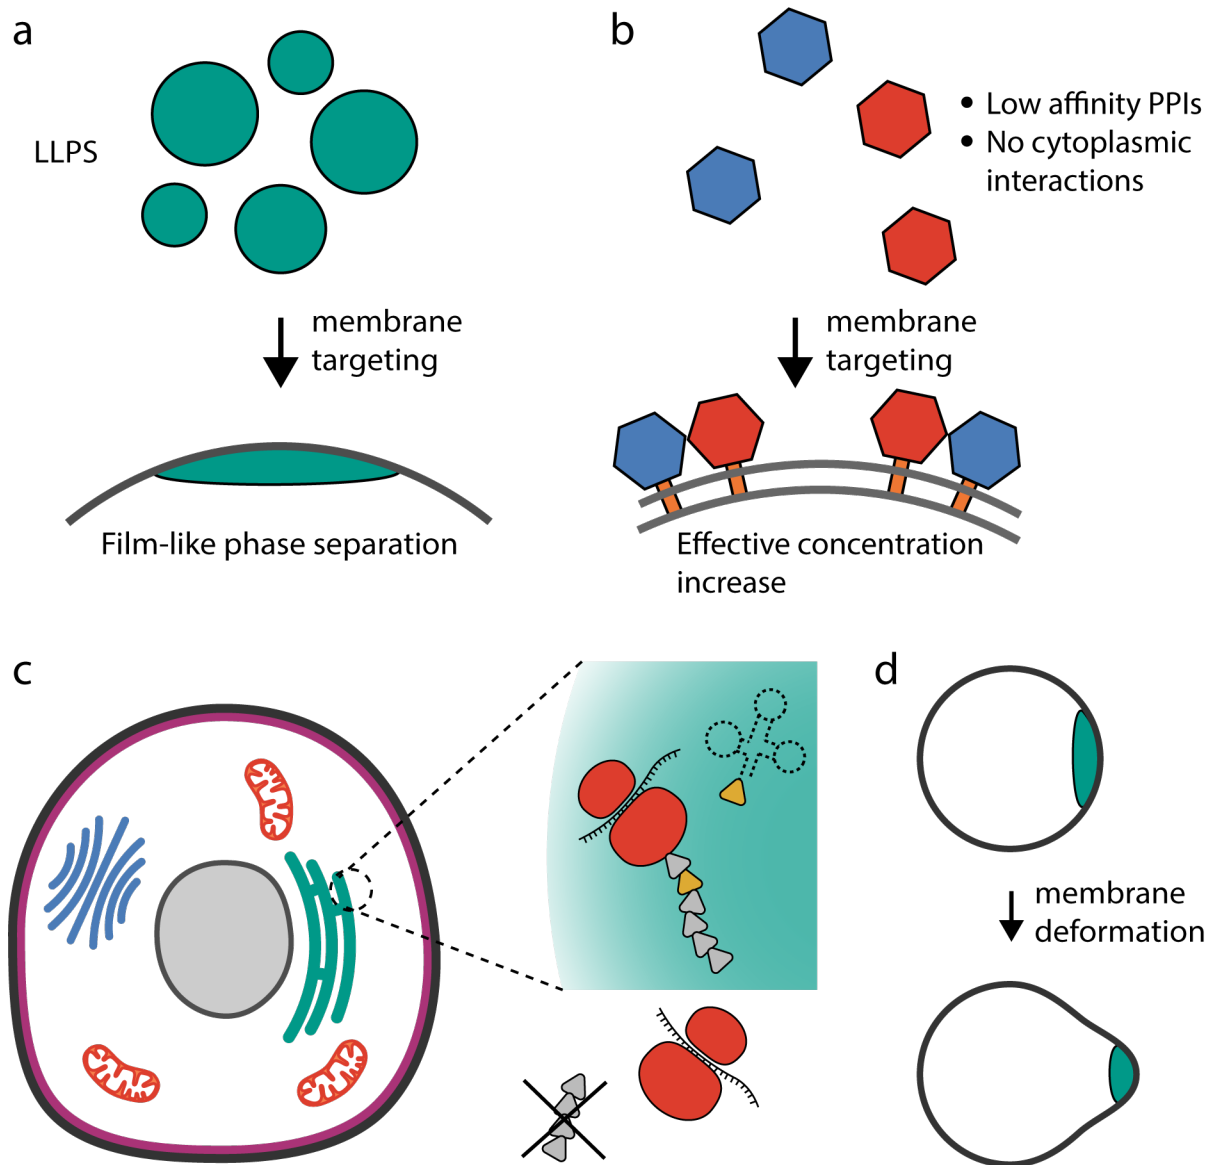 a
LLPS
membrane
targeting
Film-like phase separation
b
• Low affinity PPIs
• No cytoplasmic
interactions
membrane
targeting
Effective concentration
increase
c
d
membrane
deformation